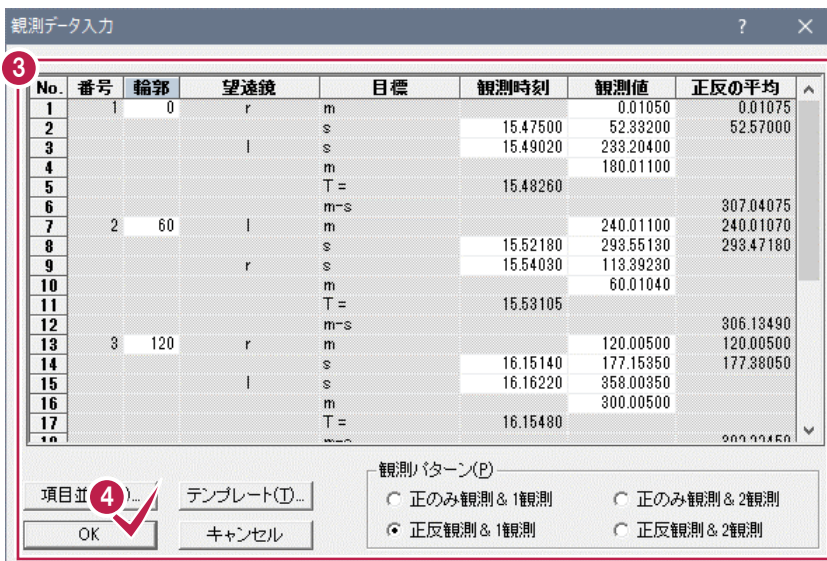 観測データ入力 ? ×
3
No. 番号 輪郭 望遠鏡 目標 観測時刻 観測値 正反の平均
1 1 0 r m 0.01050 0.01075
2 s 15.47500 52.33200 52.57000
3 l s 15.49020 233.20400
4 m 180.01100
5 T = 15.48260
6 m-s 307.04075
7 2 60 l m 240.01100 240.01070
8 s 15.52180 293.55130 293.47180
9 r s 15.54030 113.39230
10 m 60.01040
11 T = 15.53105
12 m-s 306.13490
13 3 120 r m 120.00500 120.00500
14 s 16.15140 177.15350 177.38050
15 l s 16.16220 358.00350
16 m 300.00500
17 T = 16.15480
観測パターン(P)
項目並 4 )... テンプレート(T)... 正のみ観測&1観測 正のみ観測&2観測
OK キャンセル 正反観測&1観測 正反観測&2観測